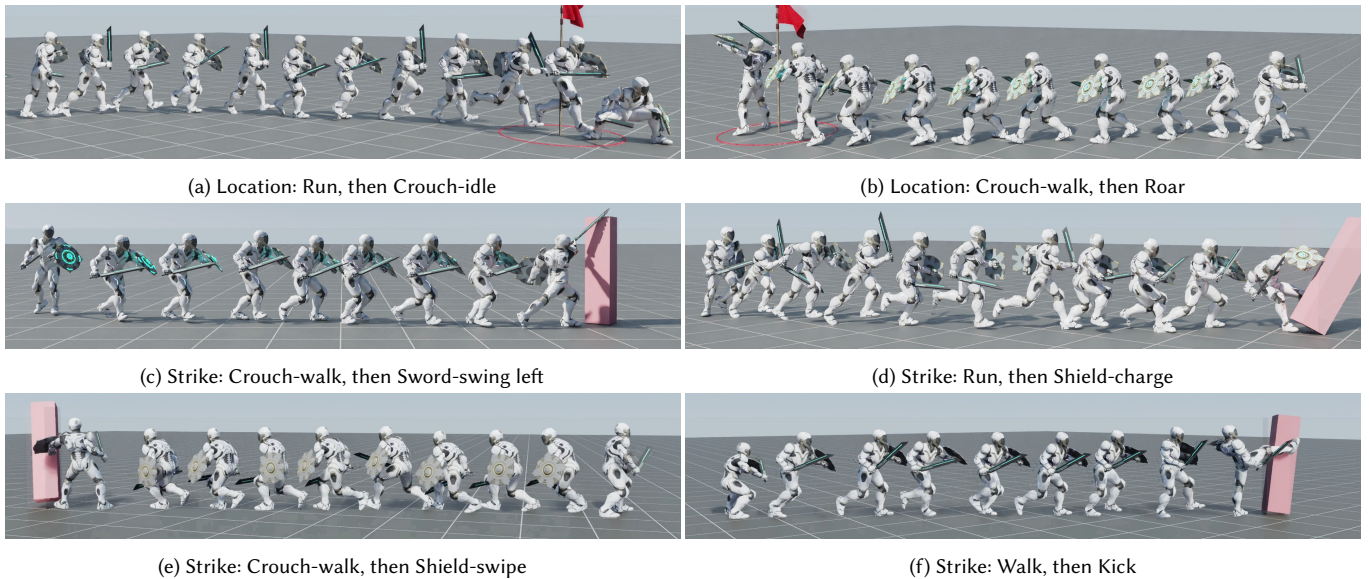 (a) Location: Run, then Crouch-idle
(b) Location: Crouch-walk, then Roar
(c) Strike: Crouch-walk, then Sword-swing left
(d) Strike: Run, then Shield-charge
(e) Strike: Crouch-walk, then Shield-swipe
(f) Strike: Walk, then Kick